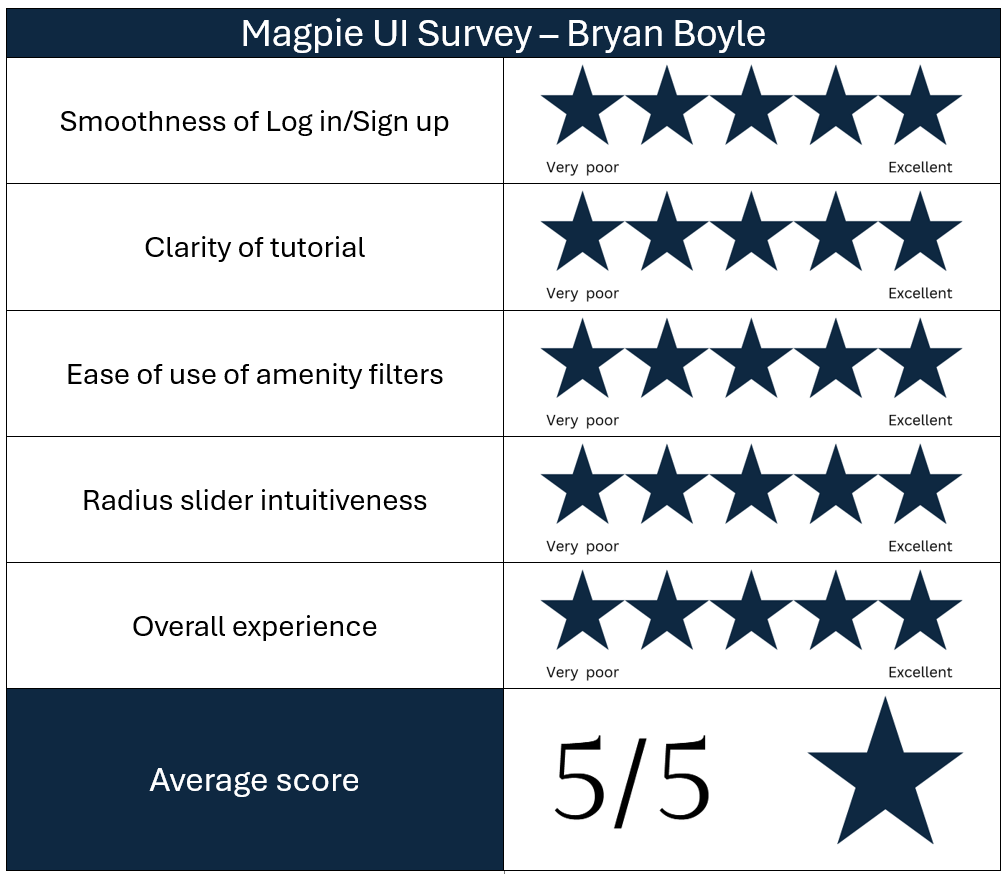 Magpie UI Survey – Bryan Boyle
Smoothness of Log in/Sign up
Very poor Excellent
Clarity of tutorial
Very poor Excellent
Ease of use of amenity filters
Very poor Excellent
Radius slider intuitiveness
Very poor Excellent
Overall experience
Very poor Excellent
Average score
5/5